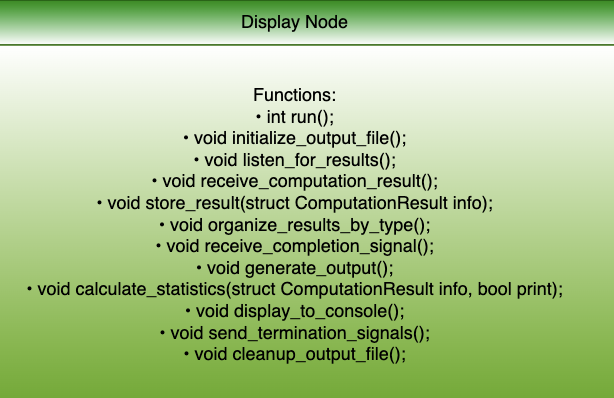 Display Node
Functions:
• int run();
• void initialize_output_file();
• void listen_for_results();
• void receive_computation_result();
• void store_result(struct ComputationResult info);
• void organize_results_by_type();
• void receive_completion_signal();
• void generate_output();
• void calculate_statistics(struct ComputationResult info, bool print);
• void display_to_console();
• void send_termination_signals();
• void cleanup_output_file();